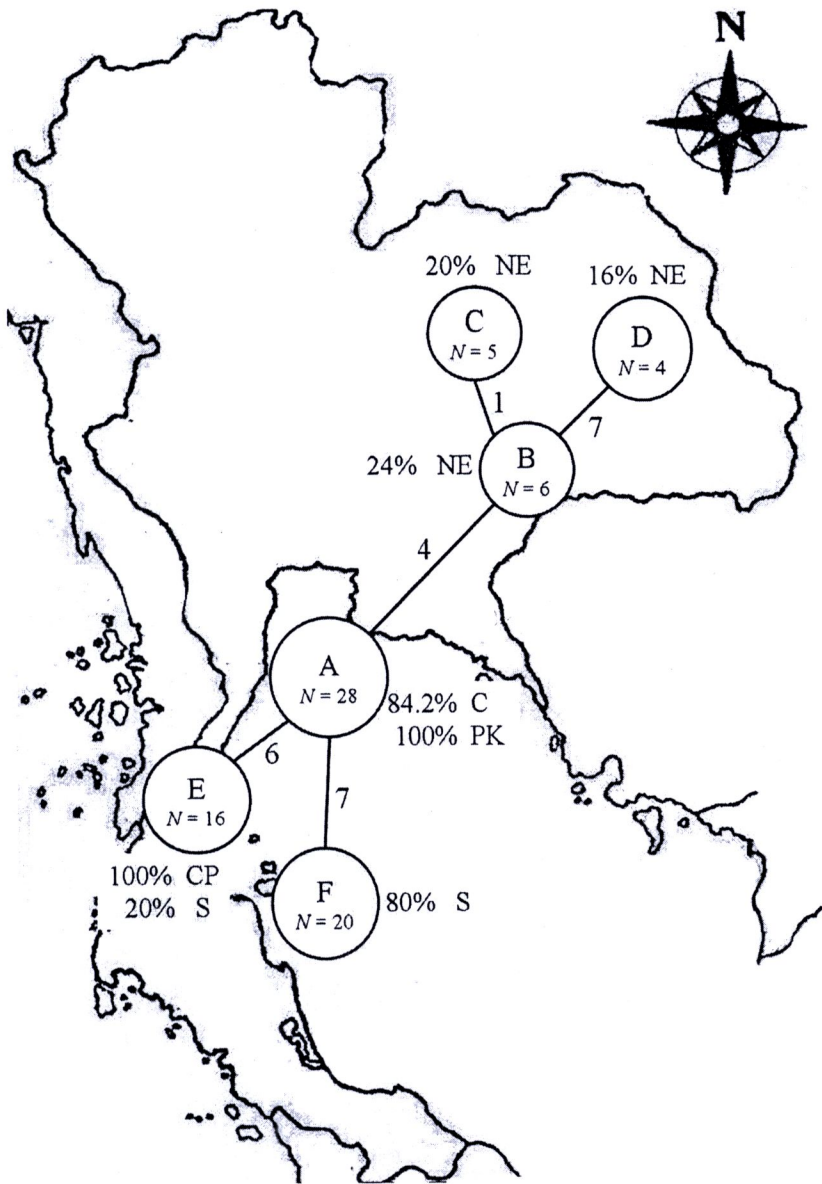 N
20% NE
16% NE
C
N = 5
D
N = 4
1
7
24% NE
B
N = 6
4
A
N = 28
84.2% C
100% PK
6
E
N = 16
7
100% CP
20% S
F
N = 20
80% S